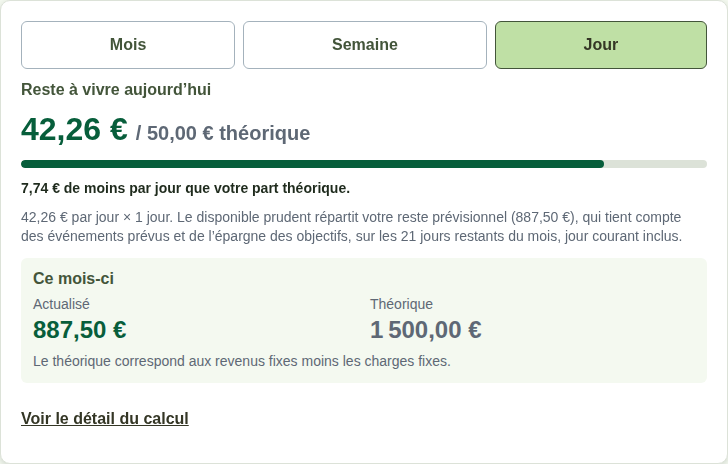 Mois Semaine Jour
Reste à vivre aujourd’hui
42,26 € / 50,00 € théorique
7,74 € de moins par jour que votre part théorique.
42,26 € par jour × 1 jour. Le disponible prudent répartit votre reste prévisionnel (887,50 €), qui tient compte
des événements prévus et de l’épargne des objectifs, sur les 21 jours restants du mois, jour courant inclus.
Ce mois-ci
Actualisé Théorique
887,50 € 1 500,00 €
Le théorique correspond aux revenus fixes moins les charges fixes.
Voir le détail du calcul